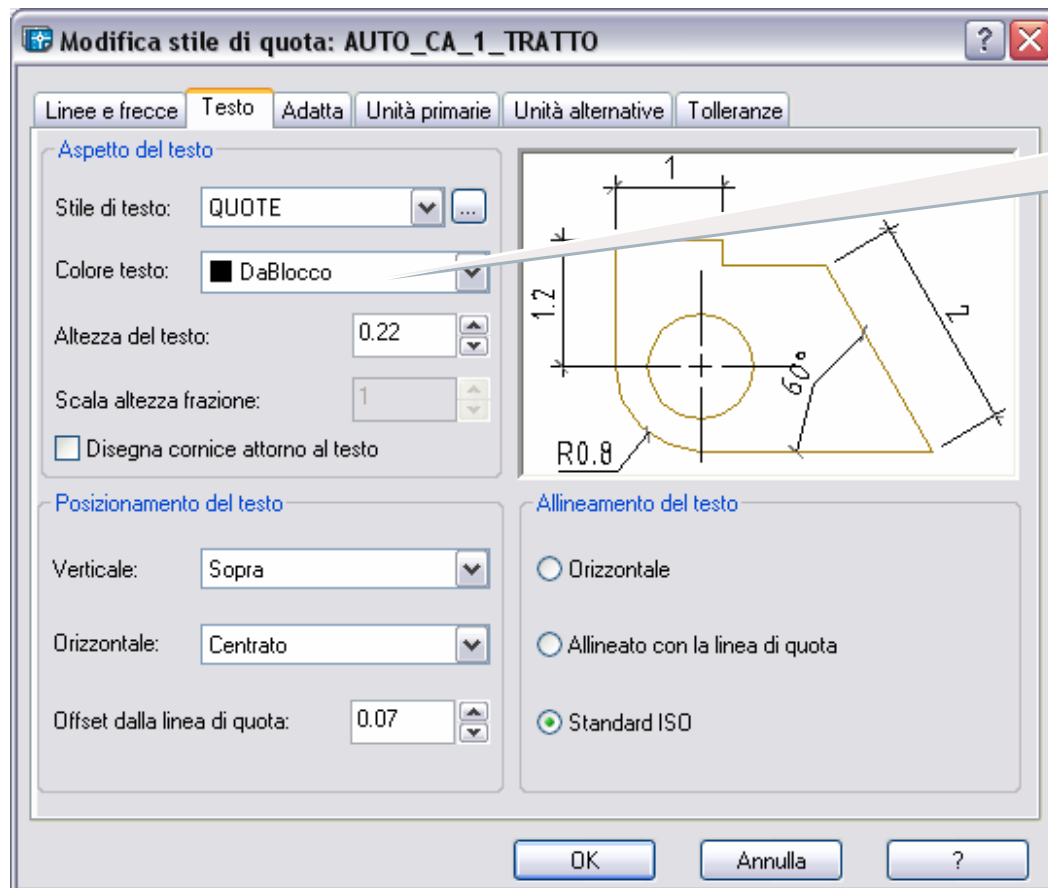 Modifica stile di quota: AUTO_CA_1_TRATTO
?
Linee e frecce Testo Adatta Unità primarie Unità alternative Tolleranze
Aspetto del testo
Stile di testo: QUOTE ...
Colore testo: DaBlocco
Altezza del testo: 0.22
Scala altezza frazione: 1
Disegna cornice attorno al testo
1
1.2
2
60°
R0.8
Posizionamento del testo
Verticale: Sopra
Orizzontale: Centrato
Offset dalla linea di quota: 0.07
Allineamento del testo
Orizzontale
Allineato con la linea di quota
Standard ISO
OK Annulla ?